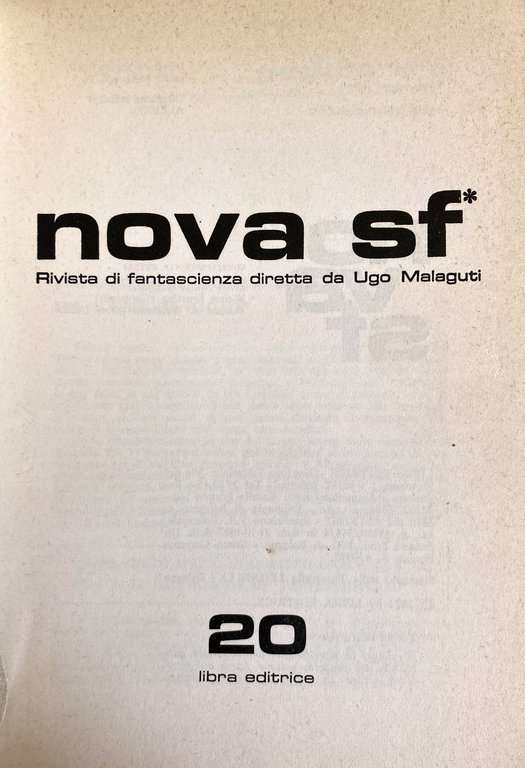 nova sf*
Rivista di fantascienza diretta da Ugo Malaguti
20
libra editrice